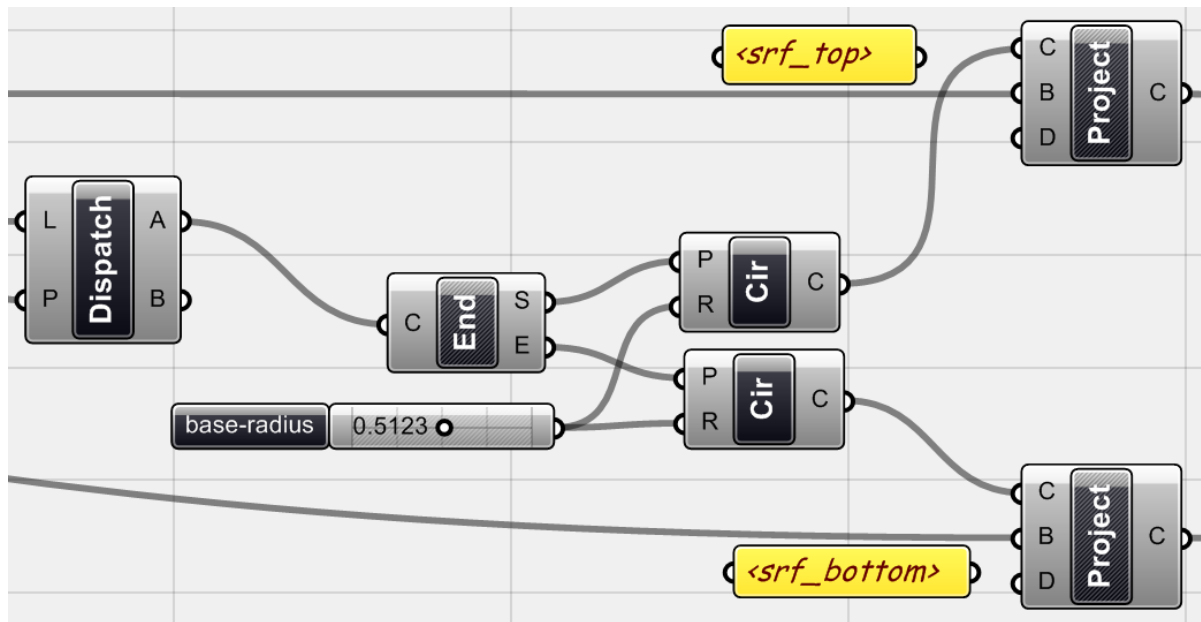 <srf_top>
C
B
D
Project
C
L
P
Dispatch
A
B
C
End
S
E
P
R
Cir
C
P
R
Cir
C
base-radius
0.5123
C
B
D
Project
C
<srf_bottom>